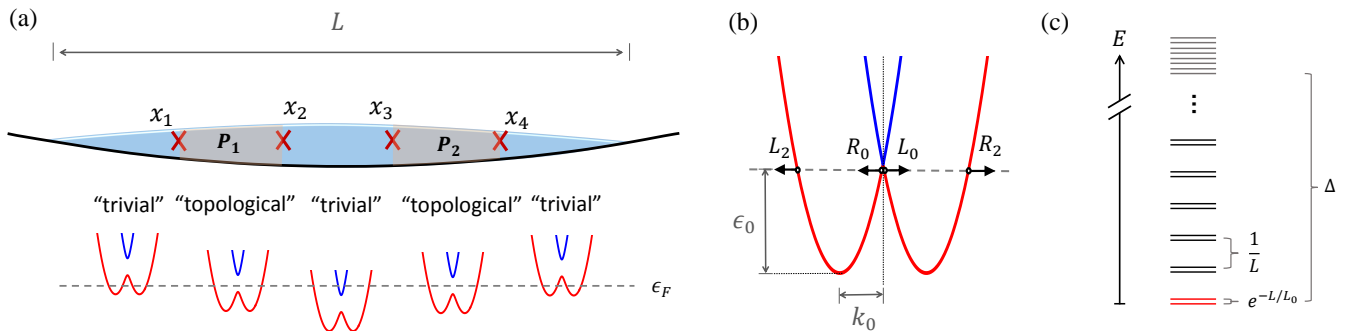 (a)
L
x₁ P₁ x₂ x₃ P₂ x₄
“trivial” “topological” “trivial” “topological” “trivial”
ϵ_F
(b)
L₂ R₀ L₀ R₂
ϵ₀
k₀
(c)
E
⋮
Δ
1/L
e^{-L/L₀}